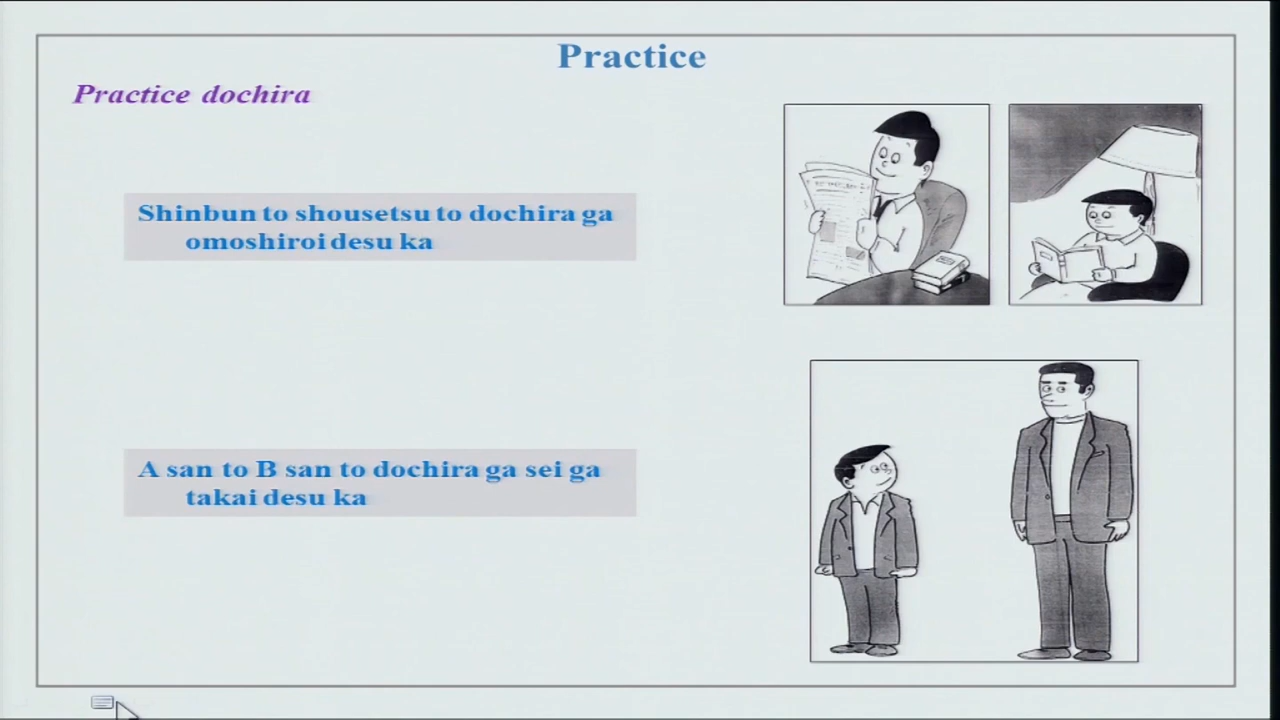 Practice
Practice dochira
Shinbun to shousetsu to dochira ga
omoshiroi desu ka
A san to B san to dochira ga sei ga
takai desu ka